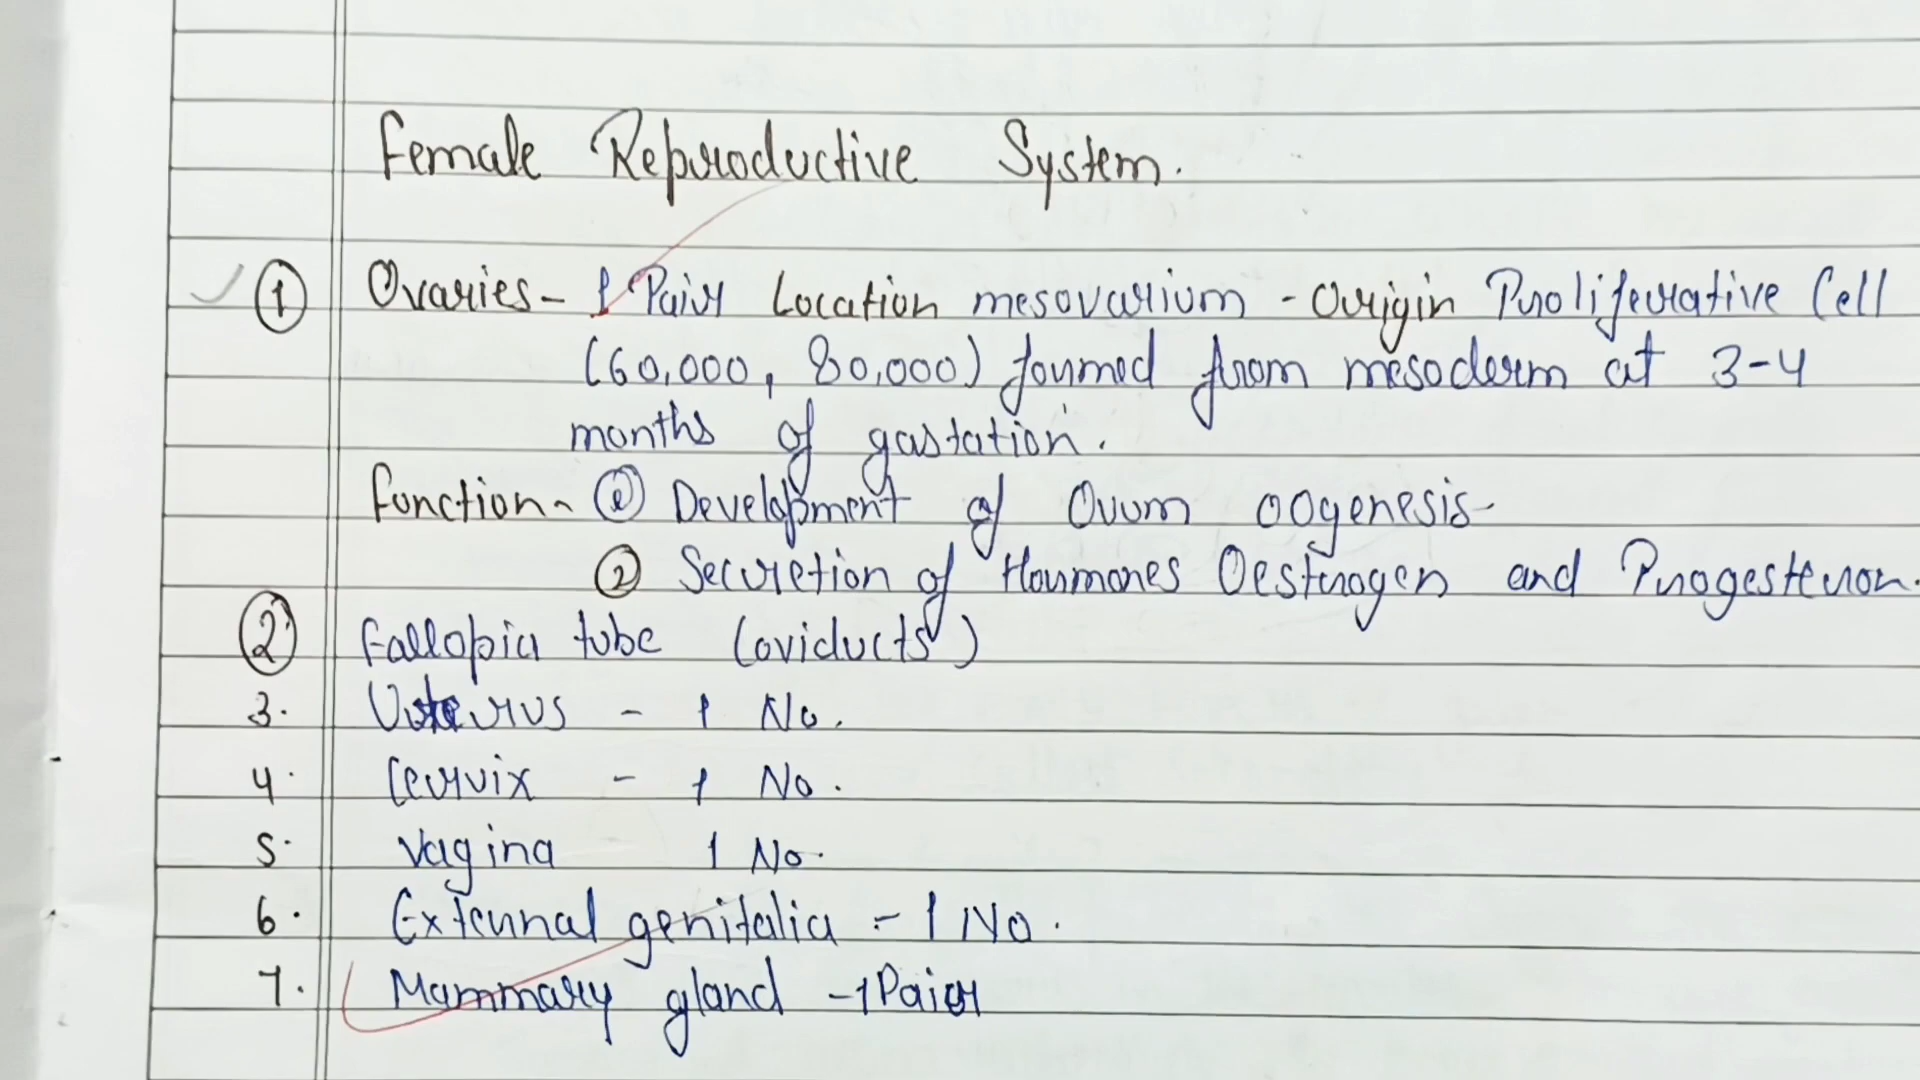 Female Reproductive System.
① Ovaries - 1 Pair Location mesovarium - Origin Proliferative Cell
(60,000, 80,000) formed from mesoderm at 3-4
months of gastation.
Function - ① Development of Ovum oogenesis -
② Secretion of Hormones Oestrogen and Progesteron.
② Fallopia tube (oviducts)
3. Uterus - 1 No.
4. Cervix - 1 No.
5. Vagina 1 No.
6. External genitalia - 1 No.
7. Mammary gland - 1 Pair